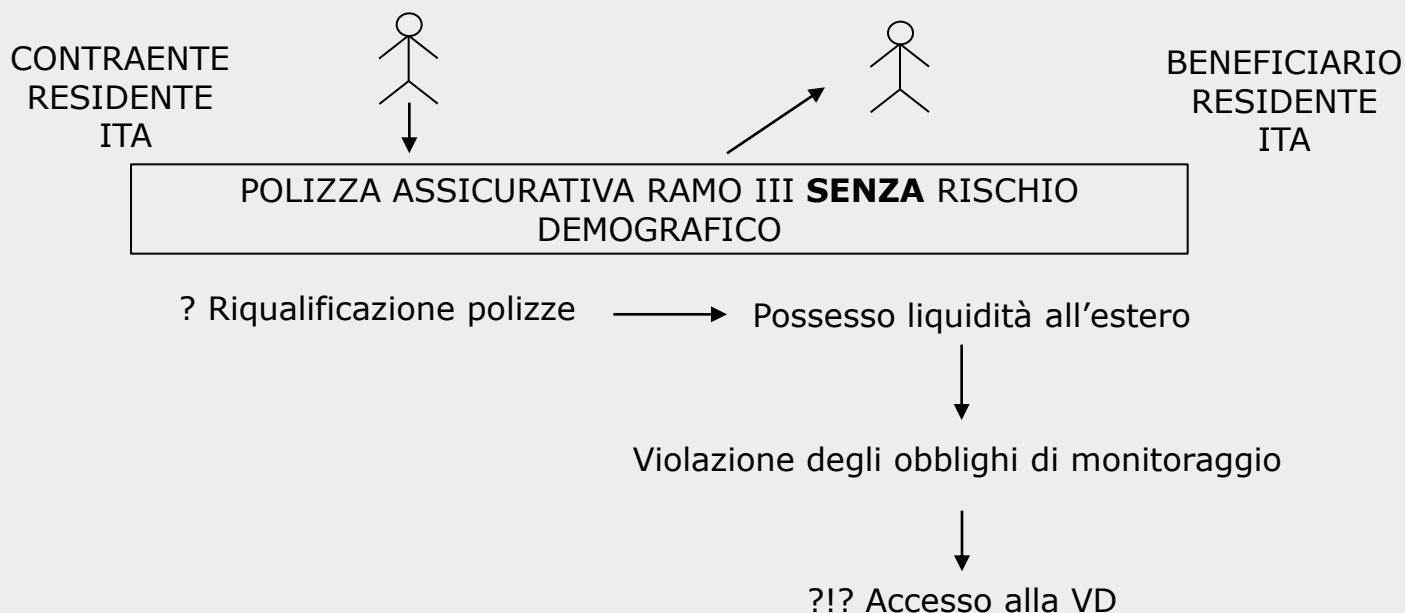 CONTRAENTE
RESIDENTE
ITA
BENEFICIARIO
RESIDENTE
ITA
POLIZZA ASSICURATIVA RAMO III SENZA RISCHIO
DEMOGRAFICO
? Riqualificazione polizze
Possesso liquidità all’estero
Violazione degli obblighi di monitoraggio
?!? Accesso alla VD